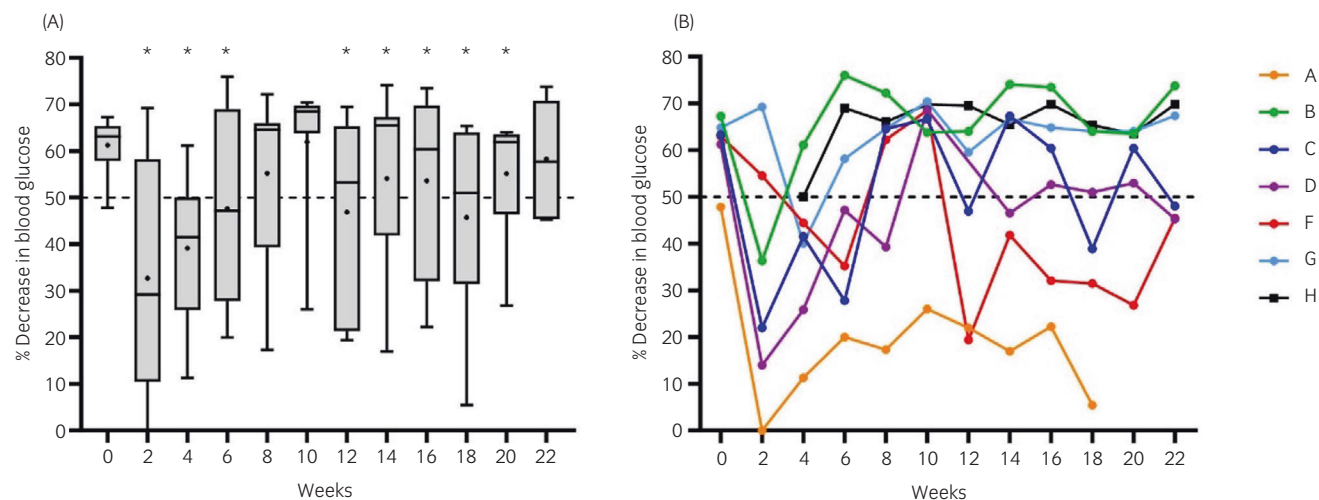 (A)
% Decrease in blood glucose
80
70
60
50
40
30
20
10
0
* * * * * * * *
0 2 4 6 8 10 12 14 16 18 20 22
Weeks
(B)
% Decrease in blood glucose
80
70
60
50
40
30
20
10
0
0 2 4 6 8 10 12 14 16 18 20 22
Weeks
A
B
C
D
F
G
H